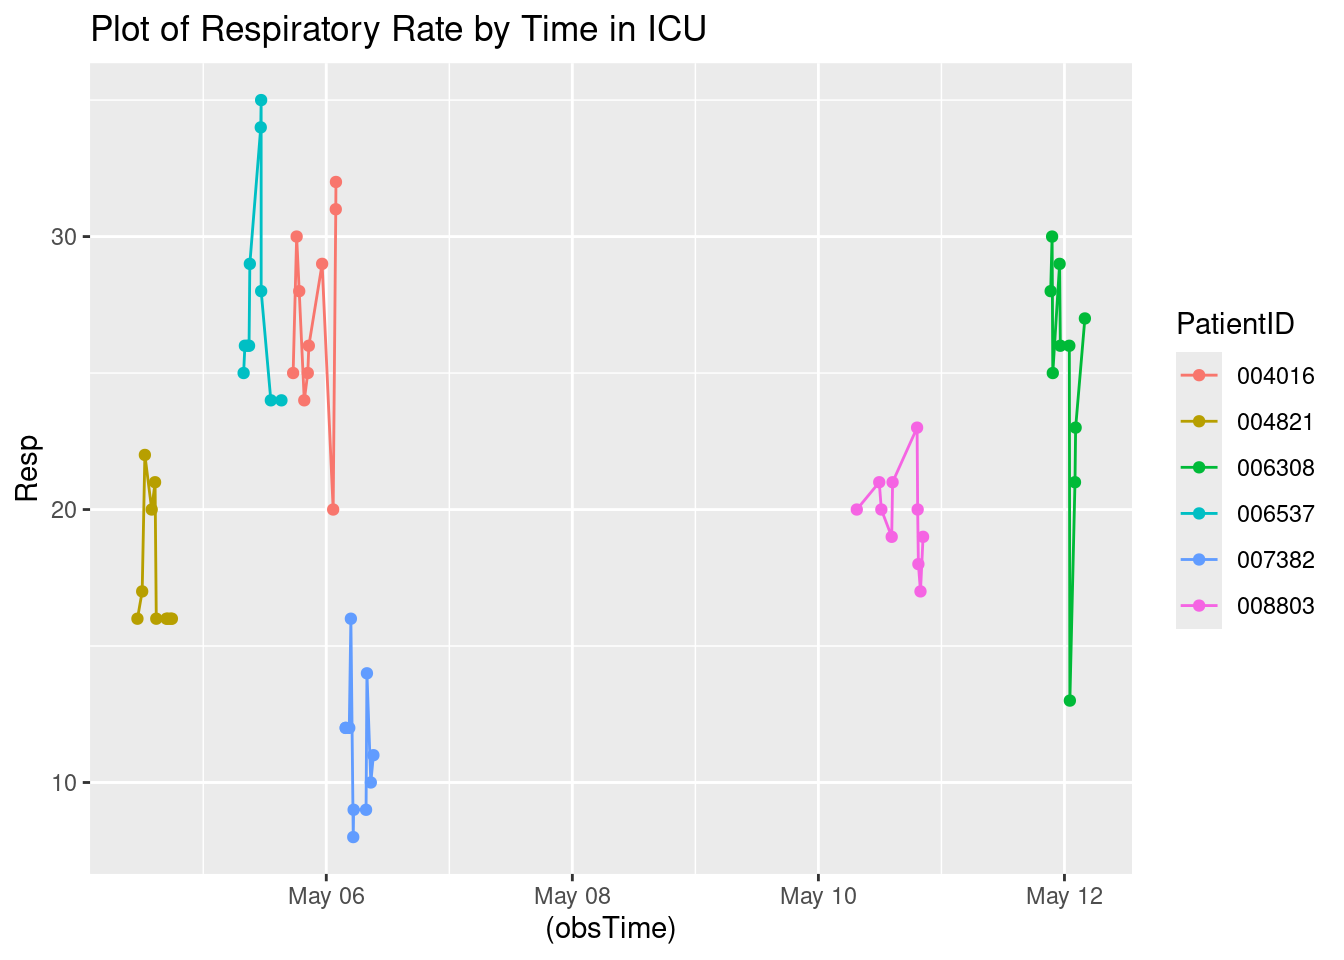 Plot of Respiratory Rate by Time in ICU
Resp
30
20
10
May 06
May 08
May 10
May 12
(obsTime)
PatientID
004016
004821
006308
006537
007382
008803